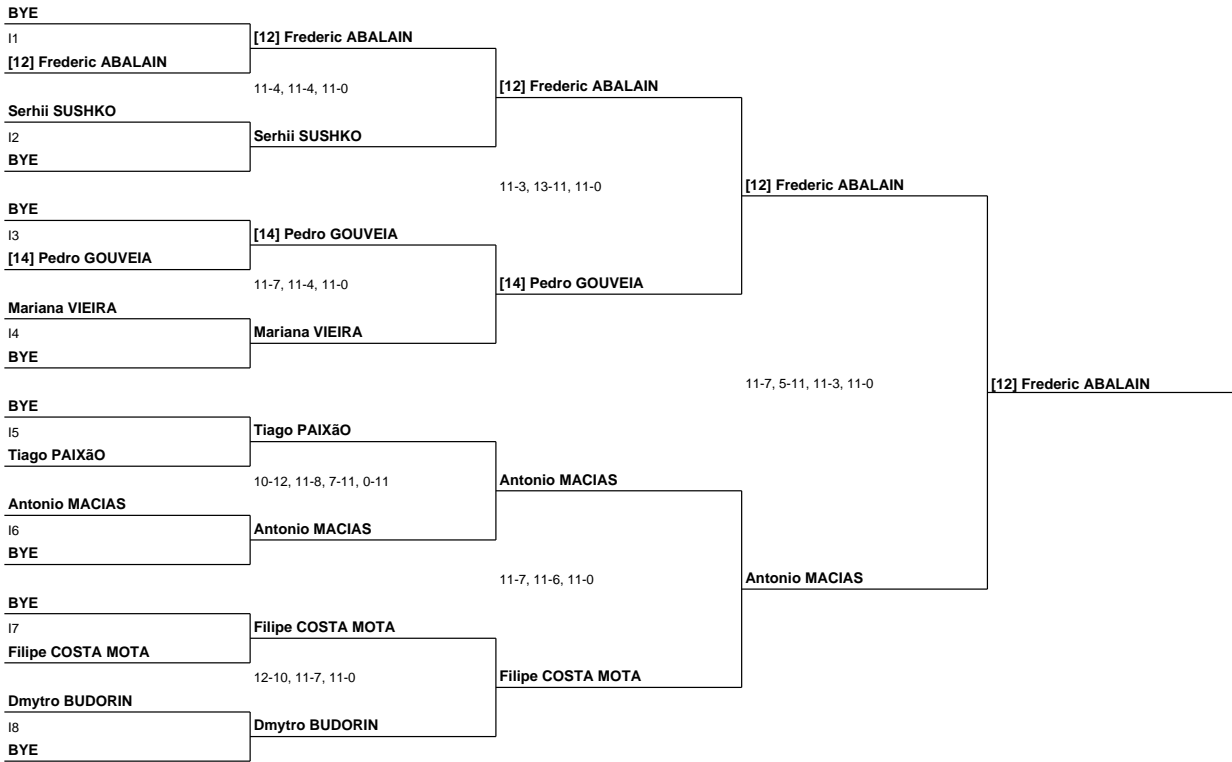 BYE
I1
[12] Frederic ABALAIN
Serhii SUSHKO
I2
BYE
BYE
I3
[14] Pedro GOUVEIA
Mariana VIEIRA
I4
BYE
BYE
I5
Tiago PAIXãO
Antonio MACIAS
I6
BYE
BYE
I7
Filipe COSTA MOTA
Dmytro BUDORIN
I8
BYE
[12] Frederic ABALAIN
11-4, 11-4, 11-0
Serhii SUSHKO
[14] Pedro GOUVEIA
11-7, 11-4, 11-0
Mariana VIEIRA
Tiago PAIXãO
10-12, 11-8, 7-11, 0-11
Antonio MACIAS
Filipe COSTA MOTA
12-10, 11-7, 11-0
Dmytro BUDORIN
[12] Frederic ABALAIN
11-3, 13-11, 11-0
[14] Pedro GOUVEIA
Antonio MACIAS
11-7, 11-6, 11-0
Filipe COSTA MOTA
[12] Frederic ABALAIN
11-7, 5-11, 11-3, 11-0
Antonio MACIAS
[12] Frederic ABALAIN